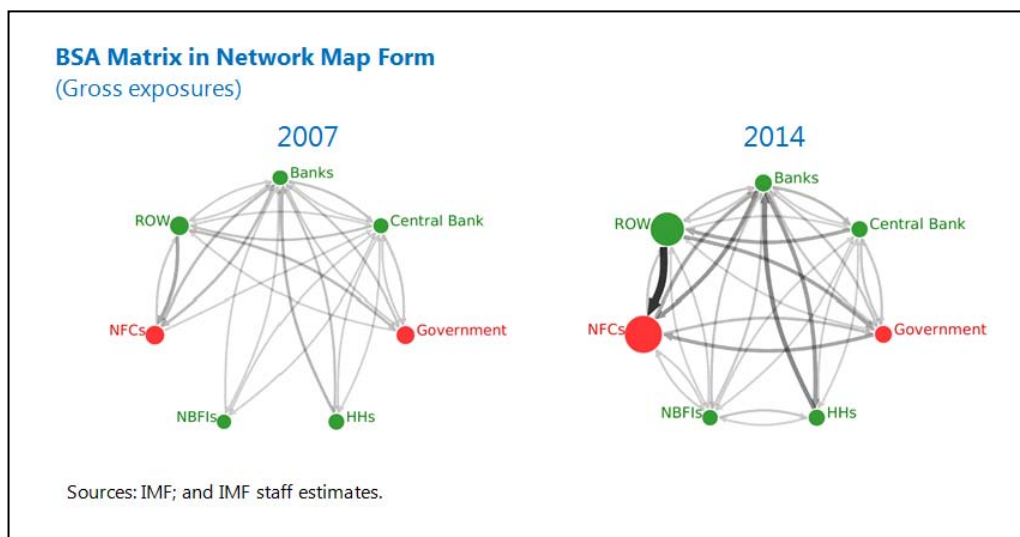 BSA Matrix in Network Map Form
(Gross exposures)
2007
Banks
ROW
Central Bank
NFCs
Government
NBFIs
HHs
2014
Banks
ROW
Central Bank
NFCs
Government
NBFIs
HHs
Sources: IMF; and IMF staff estimates.